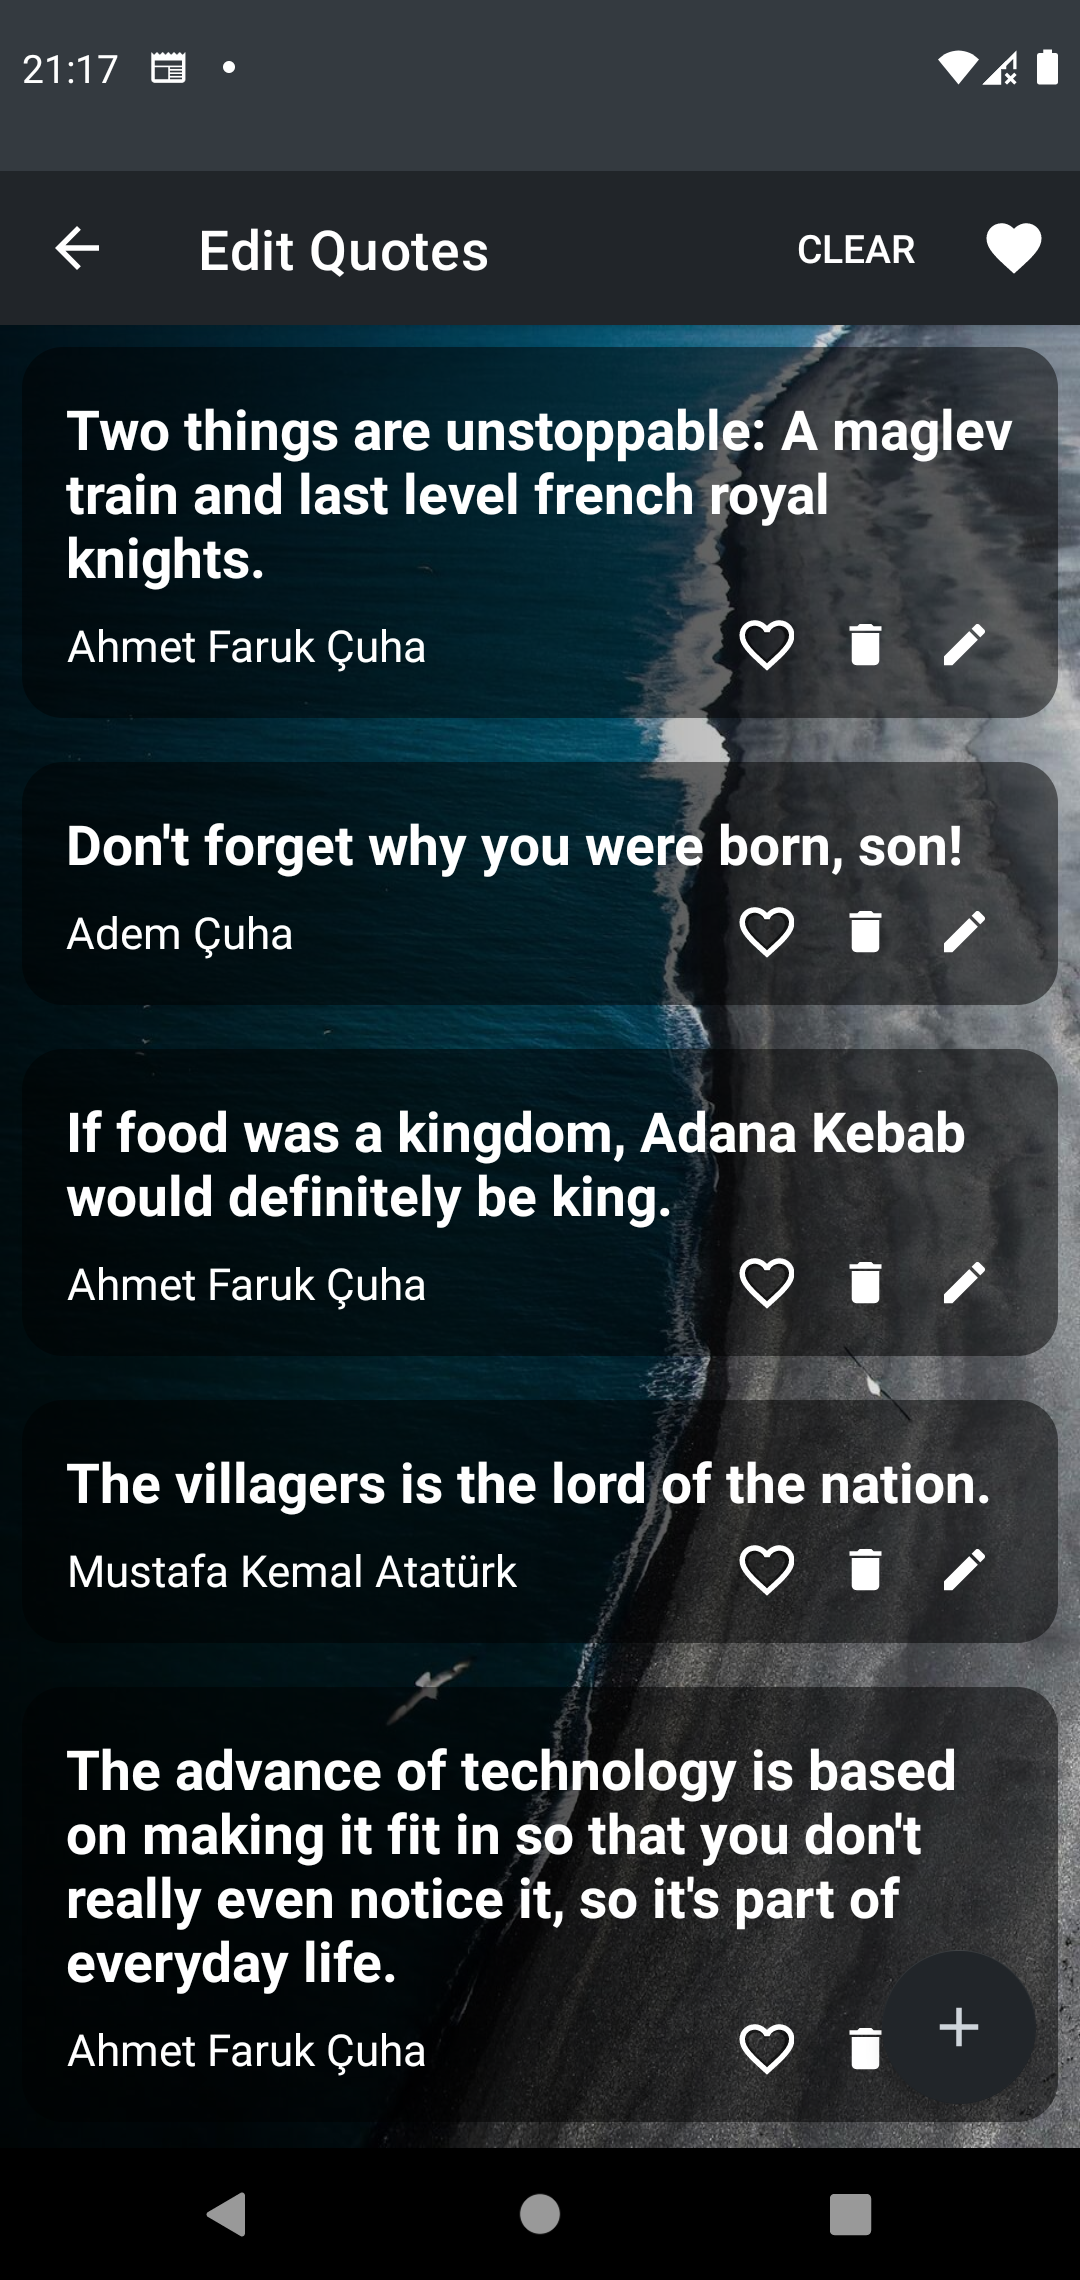 21:17
Edit Quotes
CLEAR
Two things are unstoppable: A maglev
train and last level french royal
knights.
Ahmet Faruk Çuha
Don't forget why you were born, son!
Adem Çuha
If food was a kingdom, Adana Kebab
would definitely be king.
Ahmet Faruk Çuha
The villagers is the lord of the nation.
Mustafa Kemal Atatürk
The advance of technology is based
on making it fit in so that you don't
really even notice it, so it's part of
everyday life.
Ahmet Faruk Çuha